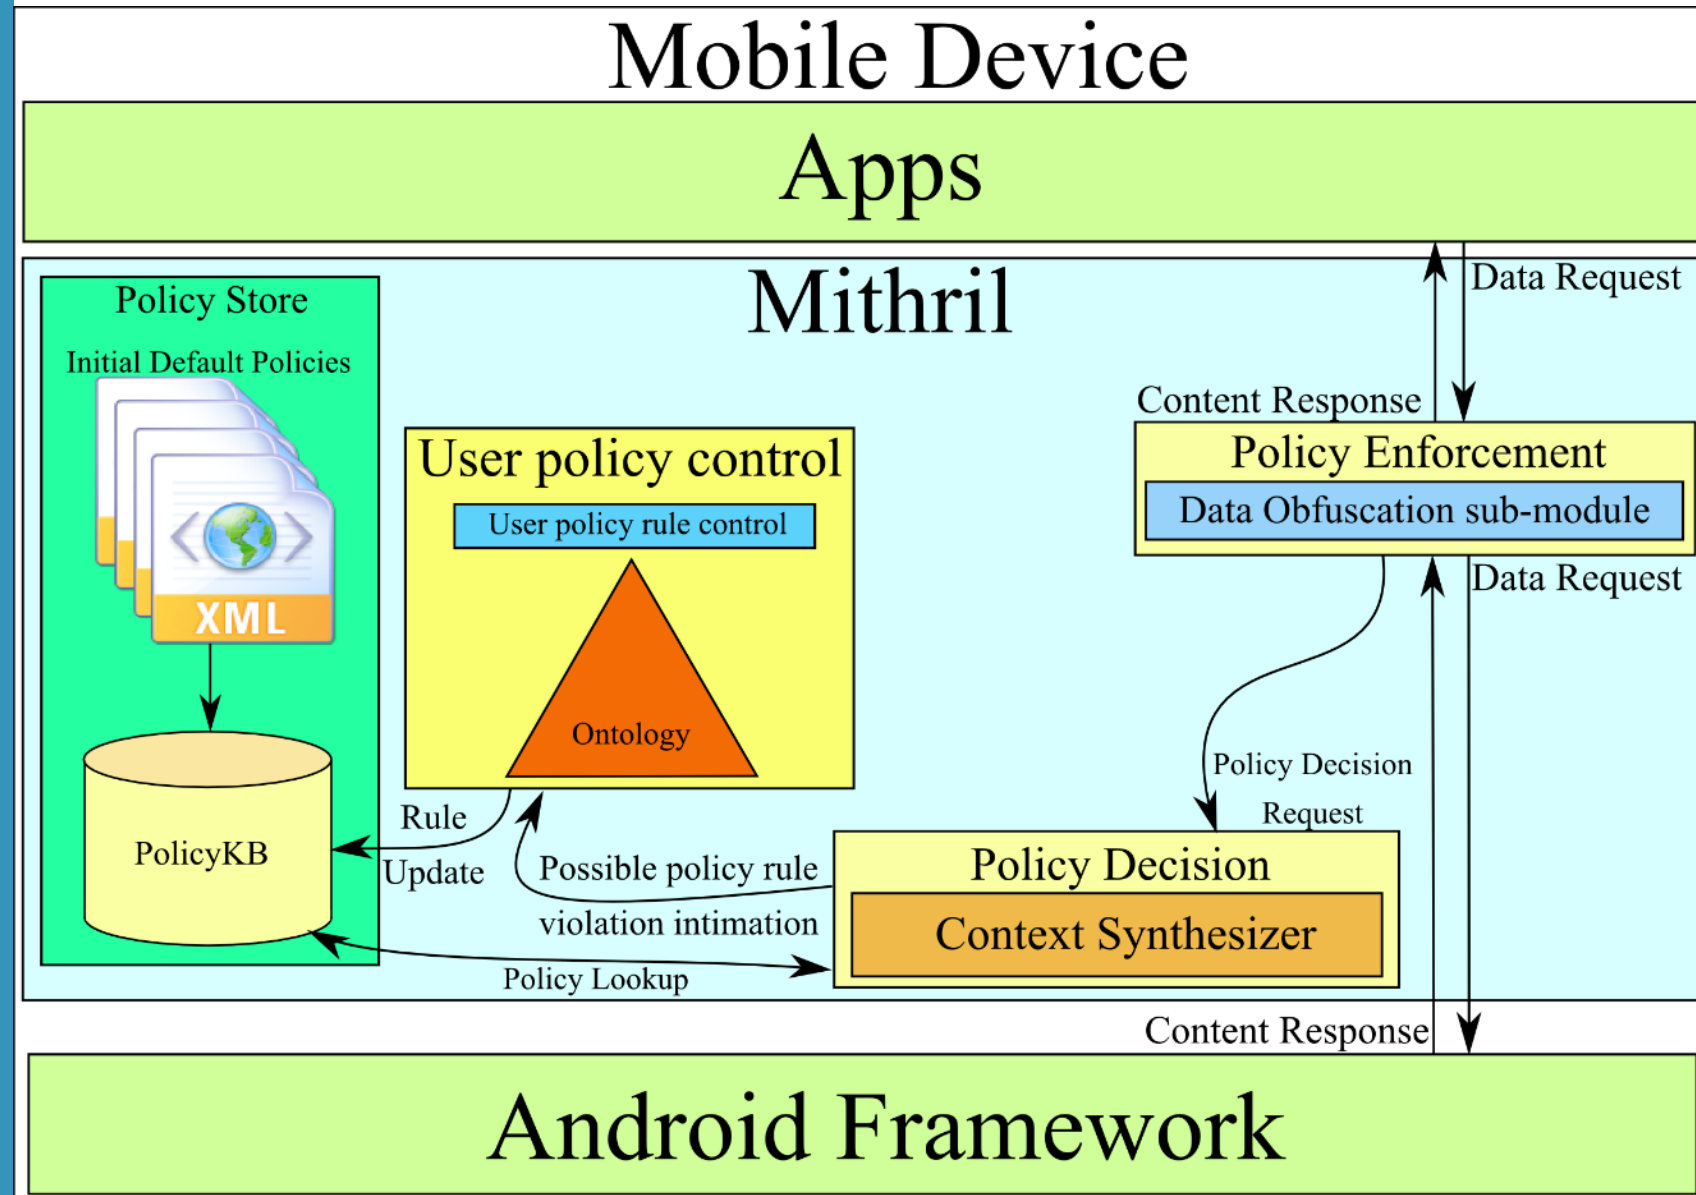 Mobile Device
Apps
Mithril
Data Request
Policy Store
Initial Default Policies
XML
PolicyKB
User policy control
User policy rule control
Ontology
Rule
Update
Possible policy rule
violation intimation
Policy Lookup
Content Response
Policy Enforcement
Data Obfuscation sub-module
Data Request
Policy Decision
Request
Policy Decision
Context Synthesizer
Content Response
Android Framework